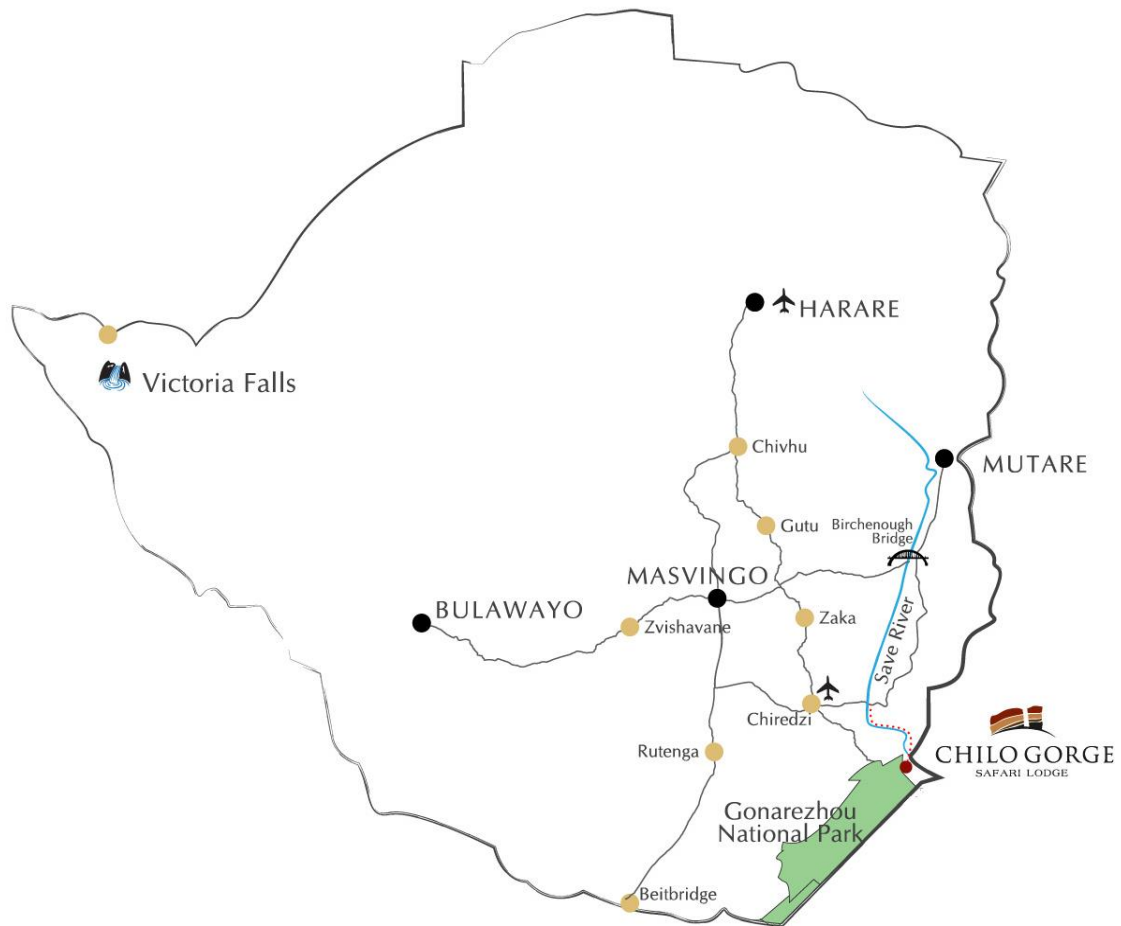 HARARE
Victoria Falls
Chivhu
MUTARE
Gutu
Birchenough
Bridge
MASVINGO
BULAWAYO
Zvishavane
Zaka
Save River
Chiredzi
Rutenga
CHILO GORGE
SAFARI LODGE
Gonarezhou
National Park
Beitbridge